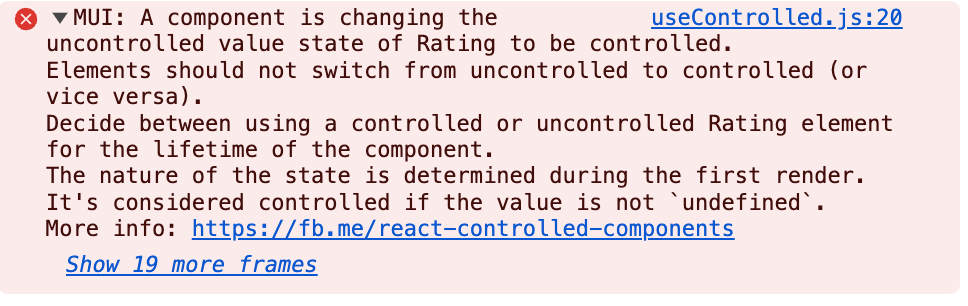 MUI: A component is changing the useControlled.js:20
uncontrolled value state of Rating to be controlled.
Elements should not switch from uncontrolled to controlled (or
vice versa).
Decide between using a controlled or uncontrolled Rating element
for the lifetime of the component.
The nature of the state is determined during the first render.
It's considered controlled if the value is not `undefined`.
More info: https://fb.me/react-controlled-components
Show 19 more frames